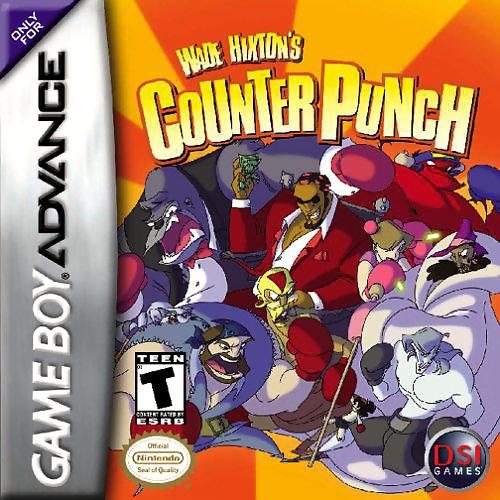 ONLY
FOR
GAME BOY ADVANCE
WADE HIXTON'S
COUNTER PUNCH
TEEN
T
CONTENT RATED BY
ESRB
Official
Nintendo
Seal of Quality
DSI
GAMES